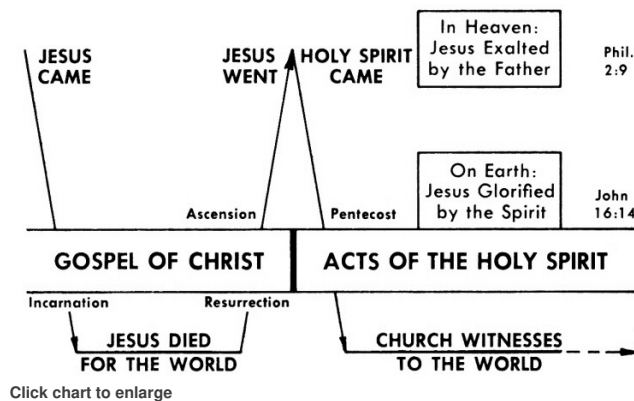 JESUS
CAME
JESUS
WENT
HOLY SPIRIT
CAME
In Heaven:
Jesus Exalted
by the Father
Phil.
2:9
On Earth:
Jesus Glorified
by the Spirit
John
16:14
Ascension
Pentecost
GOSPEL OF CHRIST
ACTS OF THE HOLY SPIRIT
Incarnation
Resurrection
JESUS DIED
FOR THE WORLD
CHURCH WITNESSES
TO THE WORLD
Click chart to enlarge